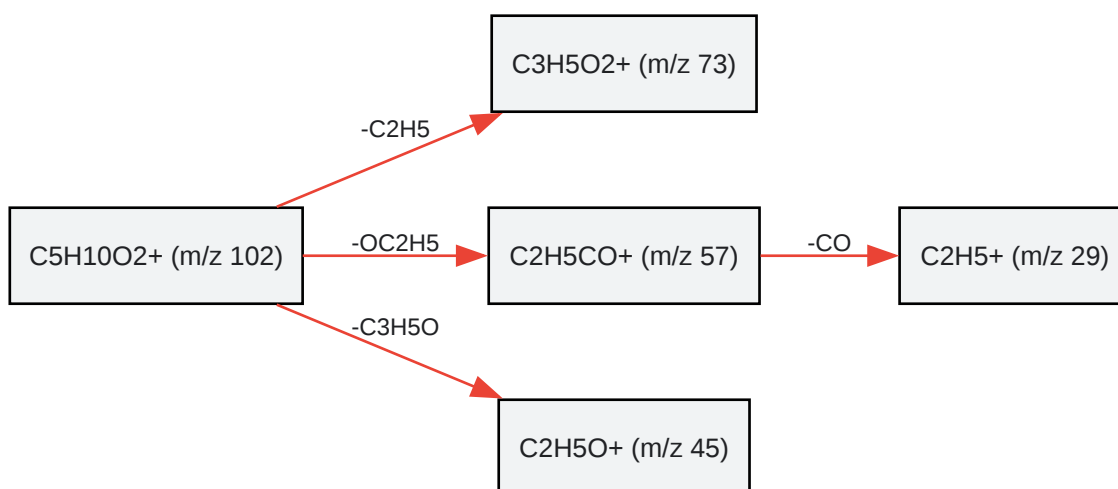 C3H5O2+ (m/z 73)
-C2H5
C5H10O2+ (m/z 102)
-OC2H5
C2H5CO+ (m/z 57)
-CO
C2H5+ (m/z 29)
-C3H5O
C2H5O+ (m/z 45)